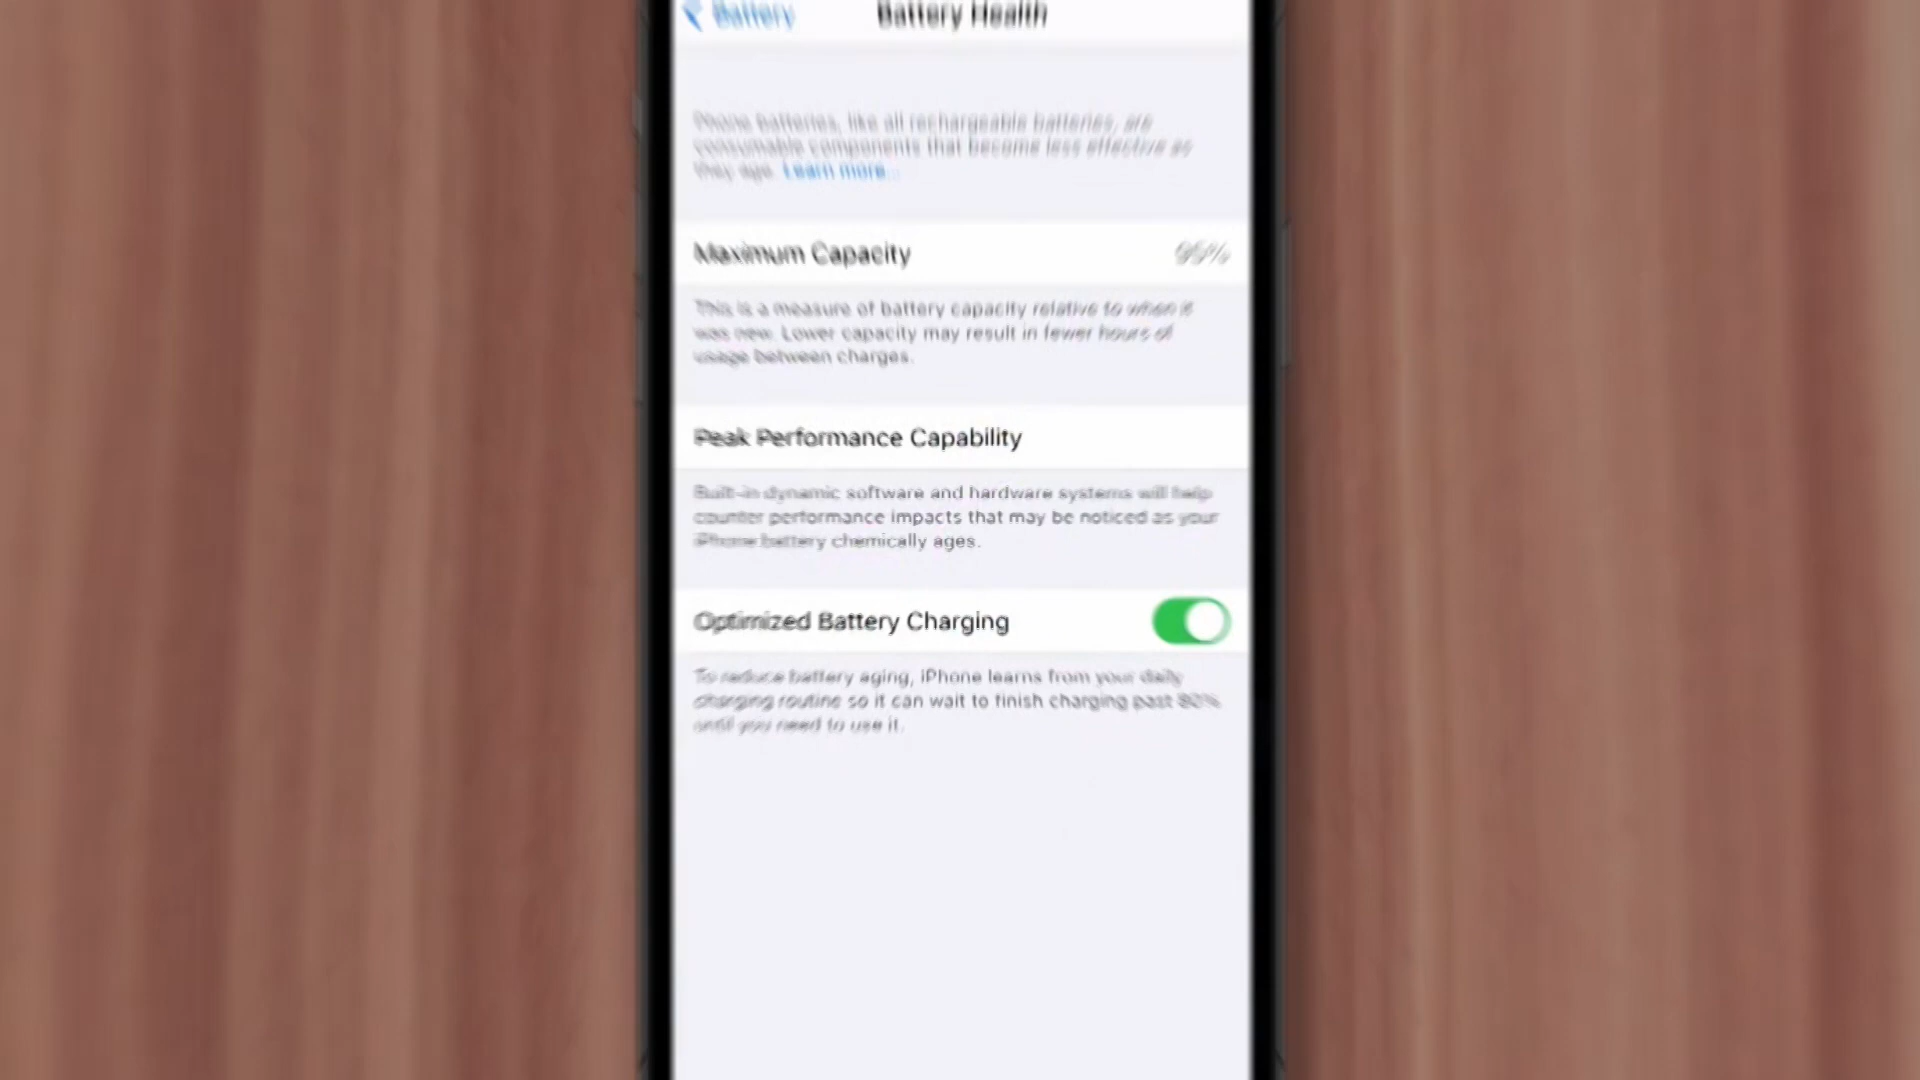 Battery
Battery Health
Phone batteries, like all rechargeable batteries, are
consumable components that become less effective as
they age. Learn more...
Maximum Capacity
This is a measure of battery capacity relative to when it
was new. Lower capacity may result in fewer hours of
usage between charges.
Peak Performance Capability
Built-in dynamic software and hardware systems will help
counter performance impacts that may be noticed as your
iPhone battery chemically ages.
Optimized Battery Charging
To reduce battery aging, iPhone learns from your daily
charging routine so it can wait to finish charging past 80%
until you need to use it.